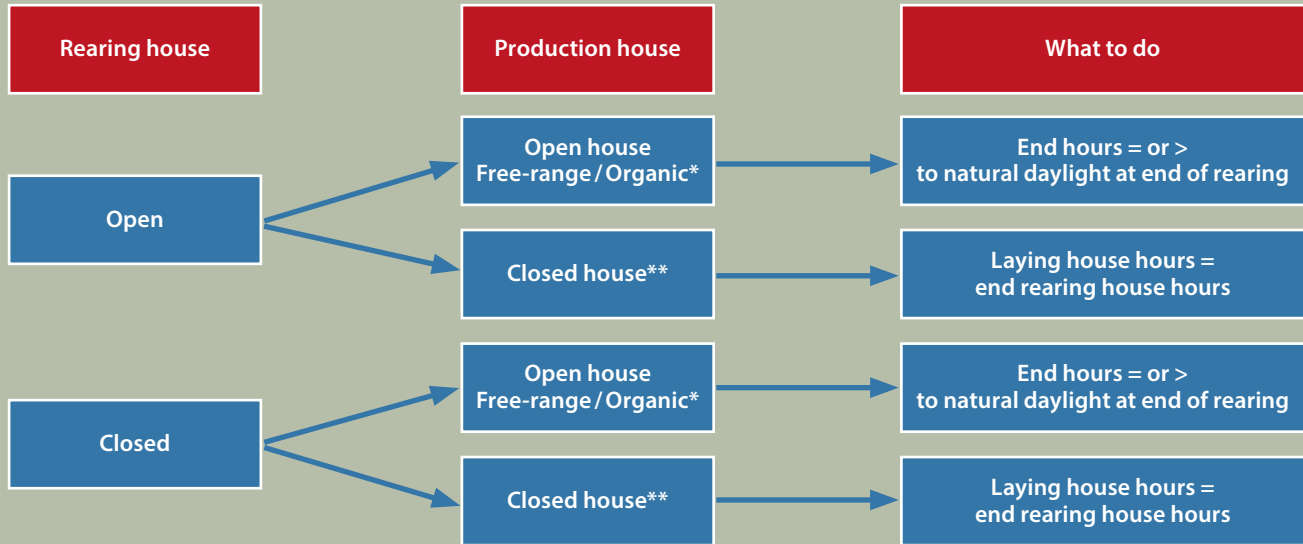 Rearing house
Production house
What to do
Open
Open house
Free-range / Organic*
End hours = or >
to natural daylight at end of rearing
Closed house**
Laying house hours =
end rearing house hours
Closed
Open house
Free-range / Organic*
End hours = or >
to natural daylight at end of rearing
Closed house**
Laying house hours =
end rearing house hours